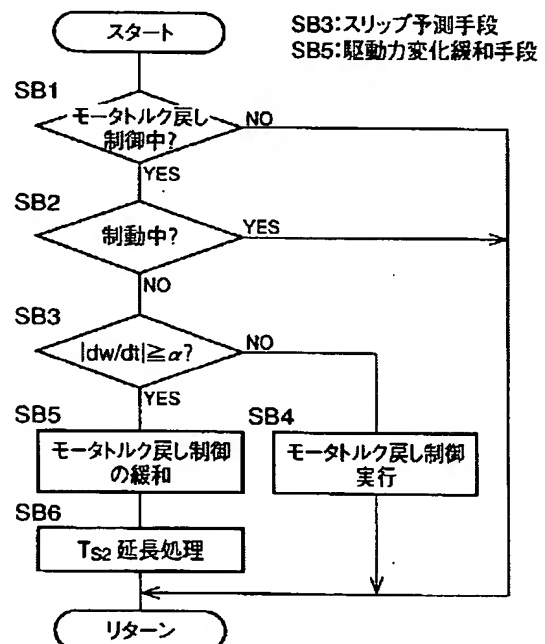 スタート
SB3:スリップ予測手段
SB5:駆動力変化緩和手段
SB1
モータトルク戻し
制御中?
NO
YES
SB2
制動中?
YES
NO
SB3
|dw/dt|≧α?
NO
YES
SB5
モータトルク戻し制御
の緩和
SB4
モータトルク戻し制御
実行
SB6
TS2 延長処理
リターン